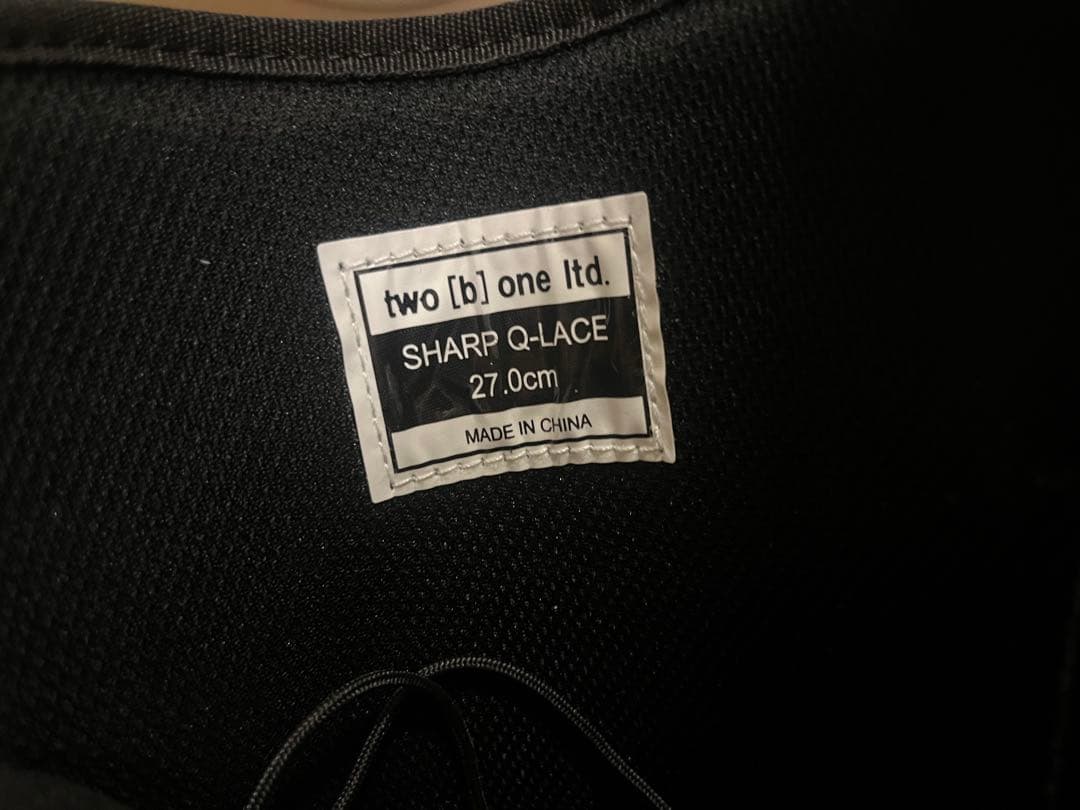 two [b] one ltd.
SHARP Q-LACE
27.0cm
MADE IN CHINA